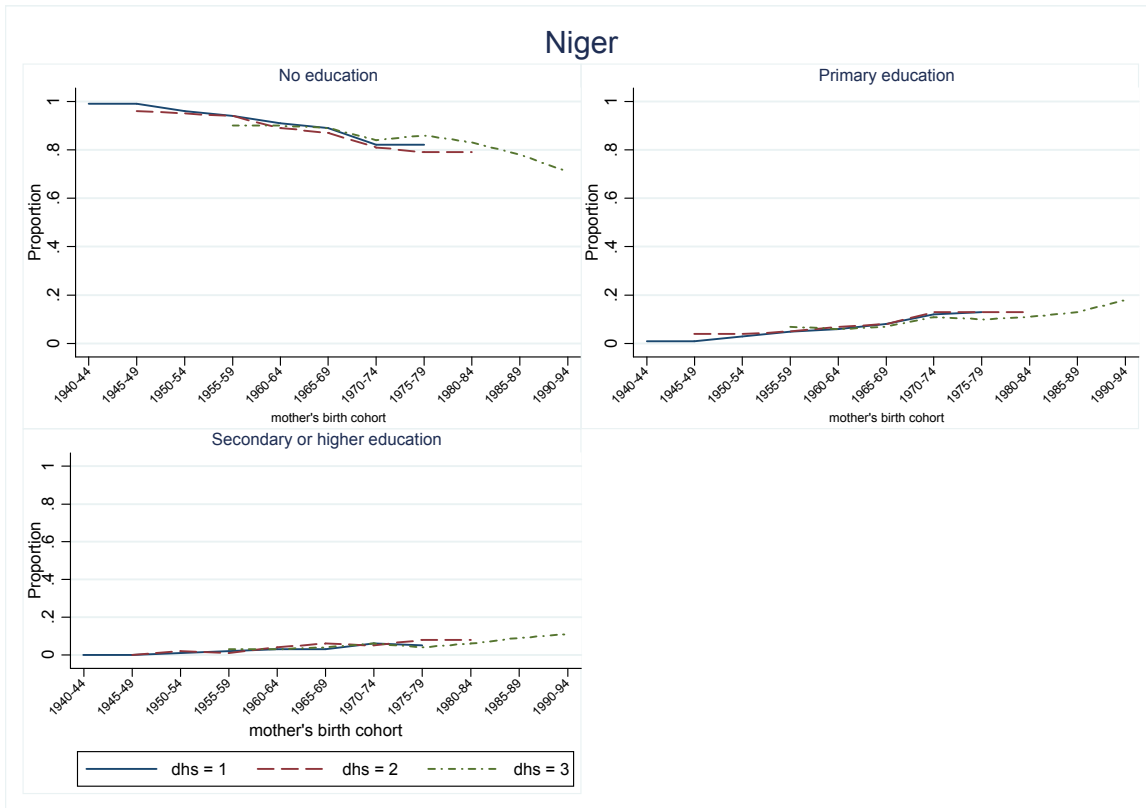 Niger
No education
1
.8
.6
.4
.2
0
Proportion
1940-44 1945-49 1950-54 1955-59 1960-64 1965-69 1970-74 1975-79 1980-84 1985-89 1990-94
mother's birth cohort
Primary education
1
.8
.6
.4
.2
0
Proportion
1940-44 1945-49 1950-54 1955-59 1960-64 1965-69 1970-74 1975-79 1980-84 1985-89 1990-94
mother's birth cohort
Secondary or higher education
1
.8
.6
.4
.2
0
Proportion
1940-44 1945-49 1950-54 1955-59 1960-64 1965-69 1970-74 1975-79 1980-84 1985-89 1990-94
mother's birth cohort
dhs = 1 dhs = 2 dhs = 3